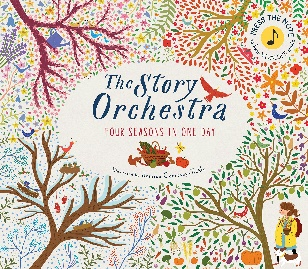 PRESS THE NOTE
The Story
Orchestra
FOUR SEASONS IN ONE DAY